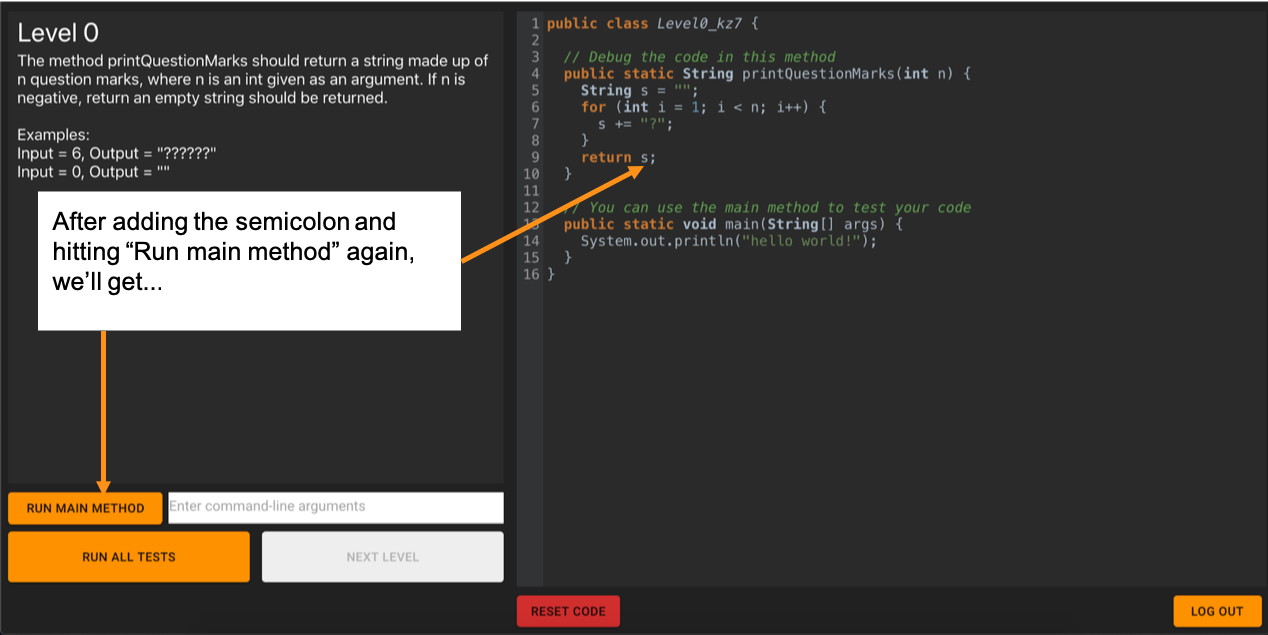 Level 0
The method printQuestionMarks should return a string made up of
n question marks, where n is an int given as an argument. If n is
negative, return an empty string should be returned.
Examples:
Input = 6, Output = "??????"
Input = 0, Output = ""
After adding the semicolon and
hitting “Run main method” again,
we’ll get...
RUN MAIN METHOD
Enter command-line arguments
RUN ALL TESTS
NEXT LEVEL
1 public class Level0_kz7 {
2
3   // Debug the code in this method
4   public static String printQuestionMarks(int n) {
5     String s = "";
6     for (int i = 1; i < n; i++) {
7       s += "?";
8     }
9     return s;
10   }
11
12   // You can use the main method to test your code
13   public static void main(String[] args) {
14     System.out.println("hello world!");
15   }
16 }
RESET CODE
LOG OUT